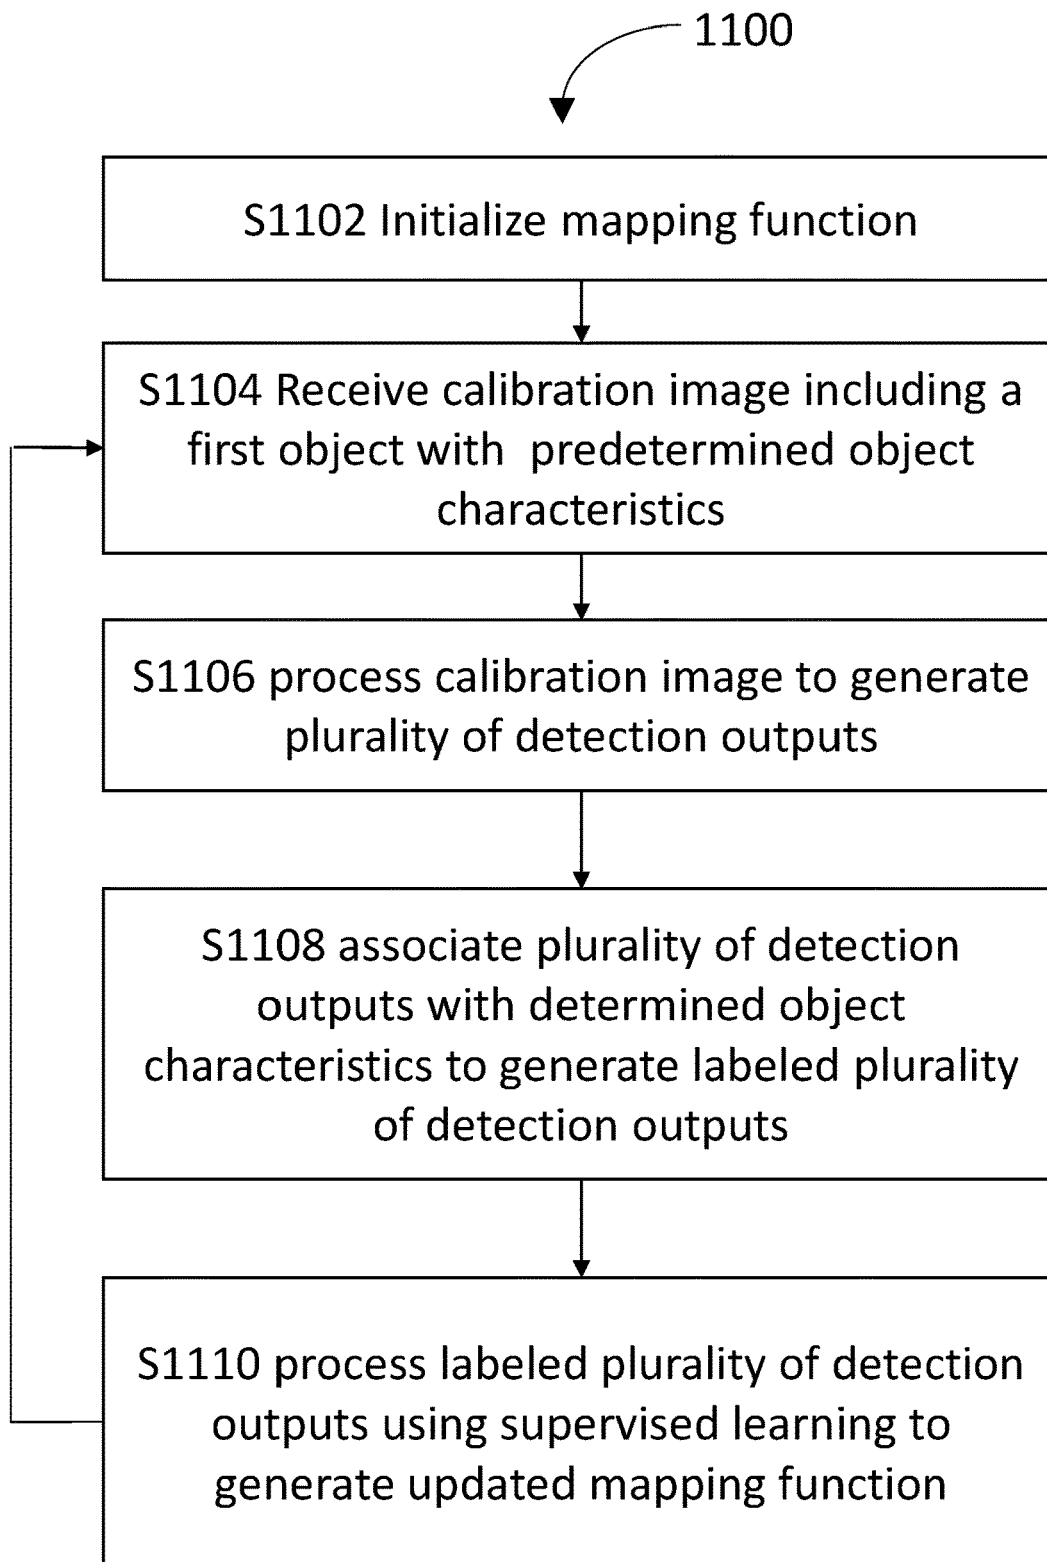 1100
S1102 Initialize mapping function
S1104 Receive calibration image including a
first object with predetermined object
characteristics
S1106 process calibration image to generate
plurality of detection outputs
S1108 associate plurality of detection
outputs with determined object
characteristics to generate labeled plurality
of detection outputs
S1110 process labeled plurality of detection
outputs using supervised learning to
generate updated mapping function